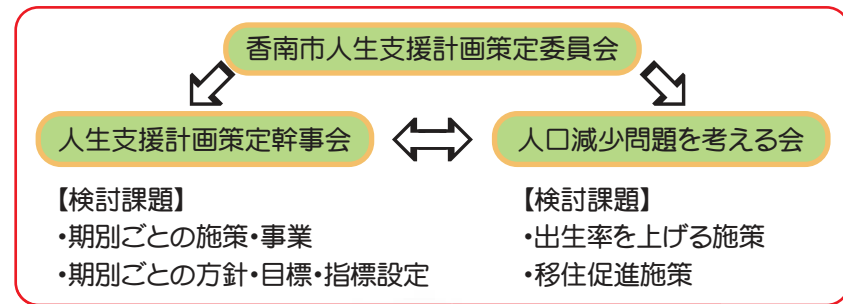 香南市人生支援計画策定委員会
人生支援計画策定幹事会
人口減少問題を考える会
【検討課題】
・期別ごとの施策・事業
・期別ごとの方針・目標・指標設定
【検討課題】
・出生率を上げる施策
・移住促進施策